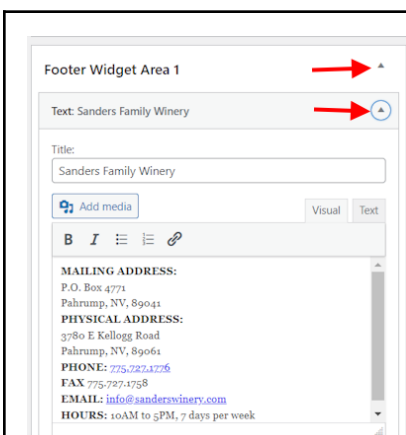 Footer Widget Area 1
Text: Sanders Family Winery
Title:
Sanders Family Winery
Add media
Visual Text
B I
MAILING ADDRESS:
P.O. Box 4771
Pahrump, NV, 89041
PHYSICAL ADDRESS:
3780 E Kellogg Road
Pahrump, NV, 89061
PHONE: 775.727.1776
FAX 775.727.1758
EMAIL: info@sanderswinery.com
HOURS: 10AM to 5PM, 7 days per week